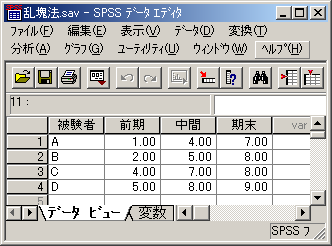 乱塊法.sav - SPSS データ エディタ
ファイル(F) 編集(E) 表示(V) データ(D) 変換(T)
分析(A) グラフ(G) ユーティリティ(U) ウィンドウ(W) ヘルプ(H)
11 :
被験者 前期 中間 期末 var
1 A 1.00 4.00 7.00
2 B 2.00 5.00 8.00
3 C 4.00 7.00 8.00
4 D 5.00 8.00 9.00
5
データ ビュー 変数
SPSS フ